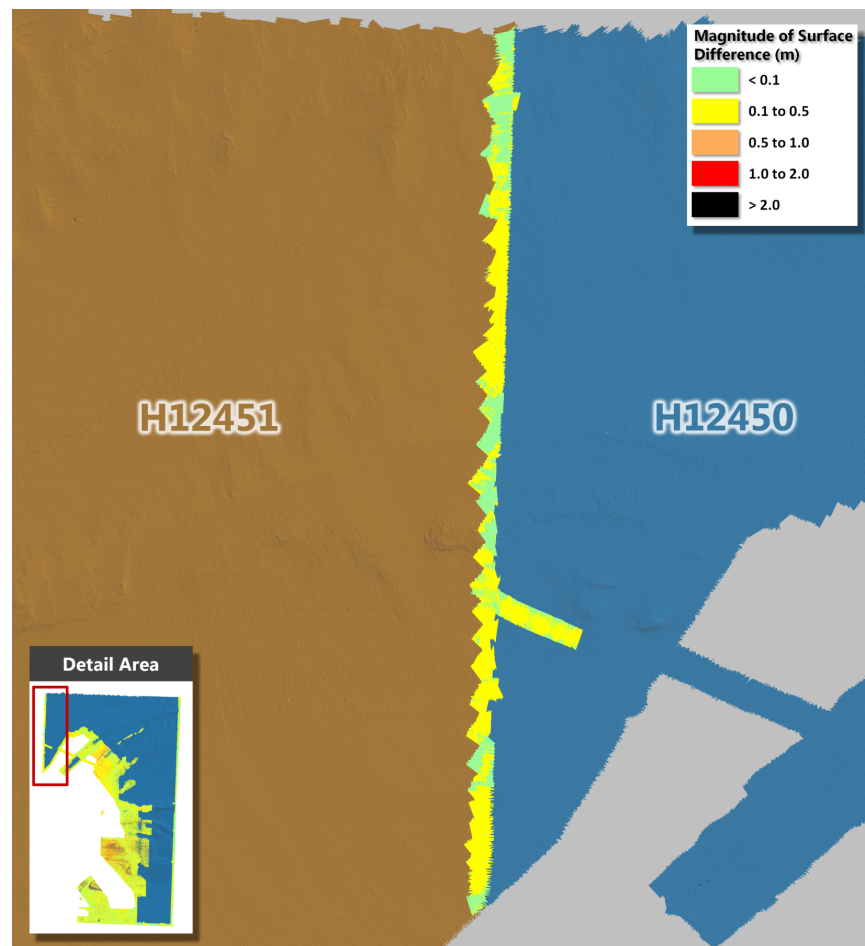 Magnitude of Surface
Difference (m)
< 0.1
0.1 to 0.5
0.5 to 1.0
1.0 to 2.0
> 2.0
H12451
H12450
Detail Area